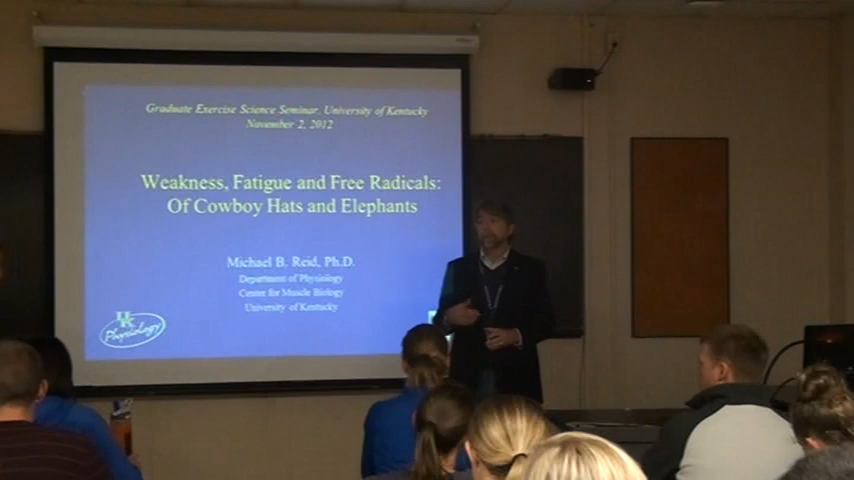 Graduate Exercise Science Seminar, University of Kentucky
November 2, 2012
Weakness, Fatigue and Free Radicals:
Of Cowboy Hats and Elephants
Michael B. Reid, Ph.D.
Department of Physiology
Center for Muscle Biology
University of Kentucky
UK
Physiology